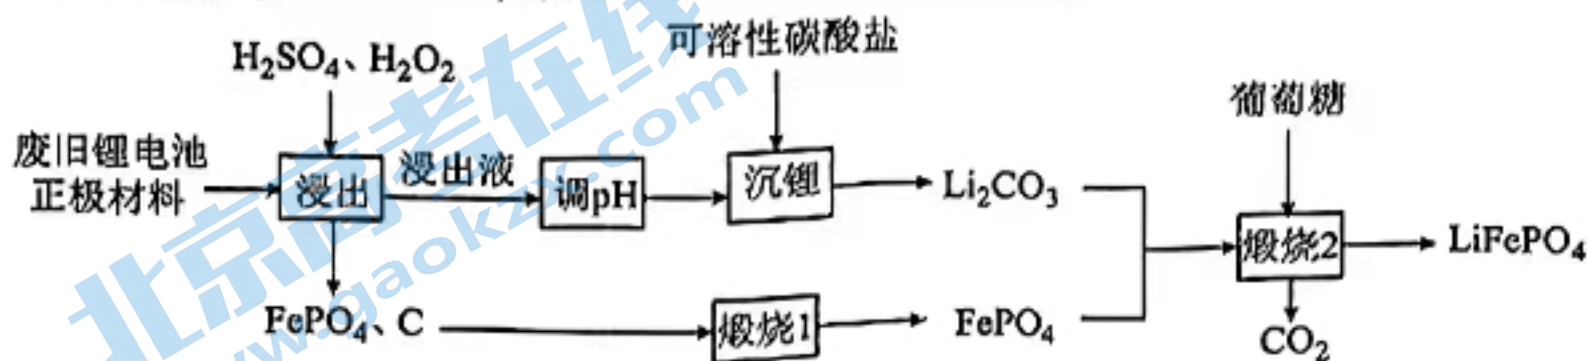 H₂SO₄、H₂O₂
可溶性碳酸盐
葡萄糖
废旧锂电池
正极材料
浸出
浸出液
调pH
沉锂
Li₂CO₃
煅烧2
LiFePO₄
FePO₄、C
煅烧1
FePO₄
CO₂
北京高考在线
www.gaokzx.com